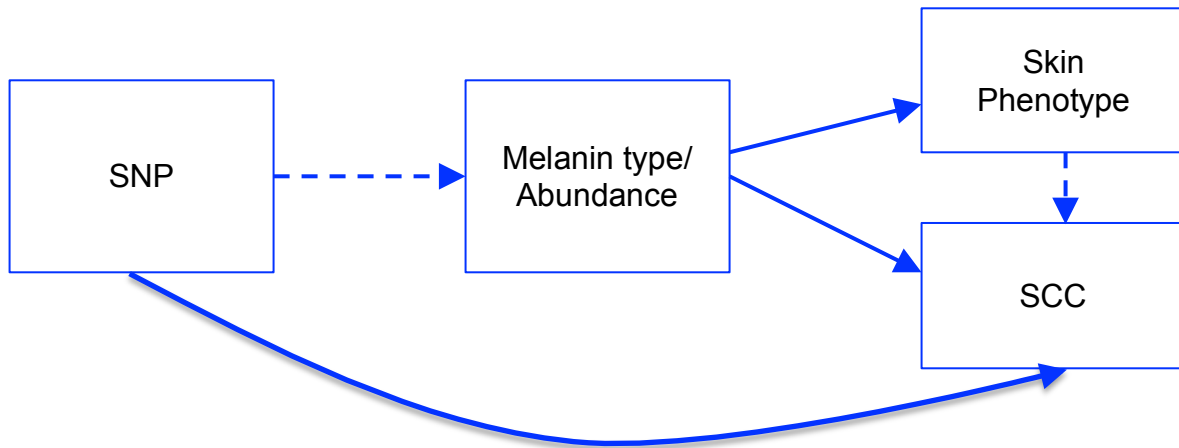 SNP
Melanin type/
Abundance
Skin
Phenotype
SCC